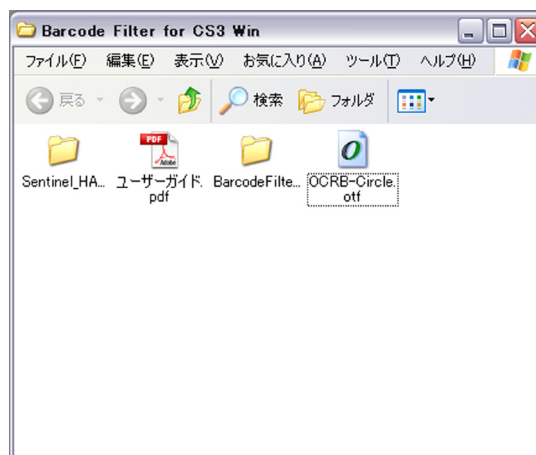 Barcode Filter for CS3 Win
ファイル(F) 編集(E) 表示(V) お気に入り(A) ツール(T) ヘルプ(H)
戻る 検索 フォルダ
PDF
Adobe
Sentinel_HA... ユーザーガイド.pdf BarcodeFilte... OCRB-Circle.otf